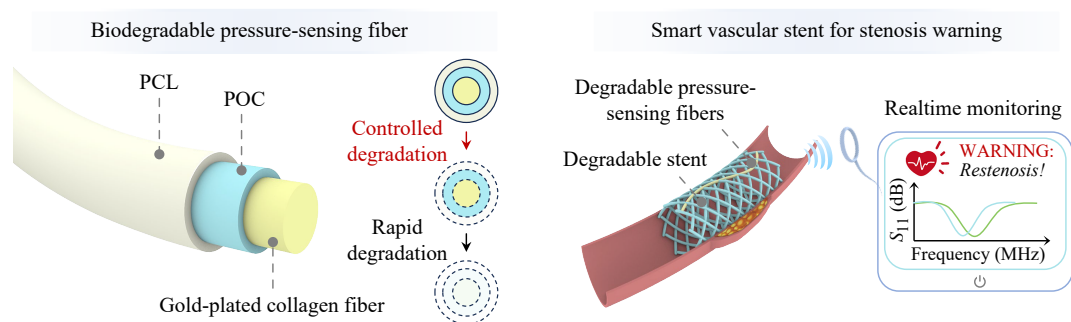 Biodegradable pressure-sensing fiber
PCL
POC
Controlled
degradation
Rapid
degradation
Gold-plated collagen fiber
Smart vascular stent for stenosis warning
Degradable pressure-
sensing fibers
Degradable stent
Realtime monitoring
WARNING:
Restenosis!
S11 (dB)
Frequency (MHz)